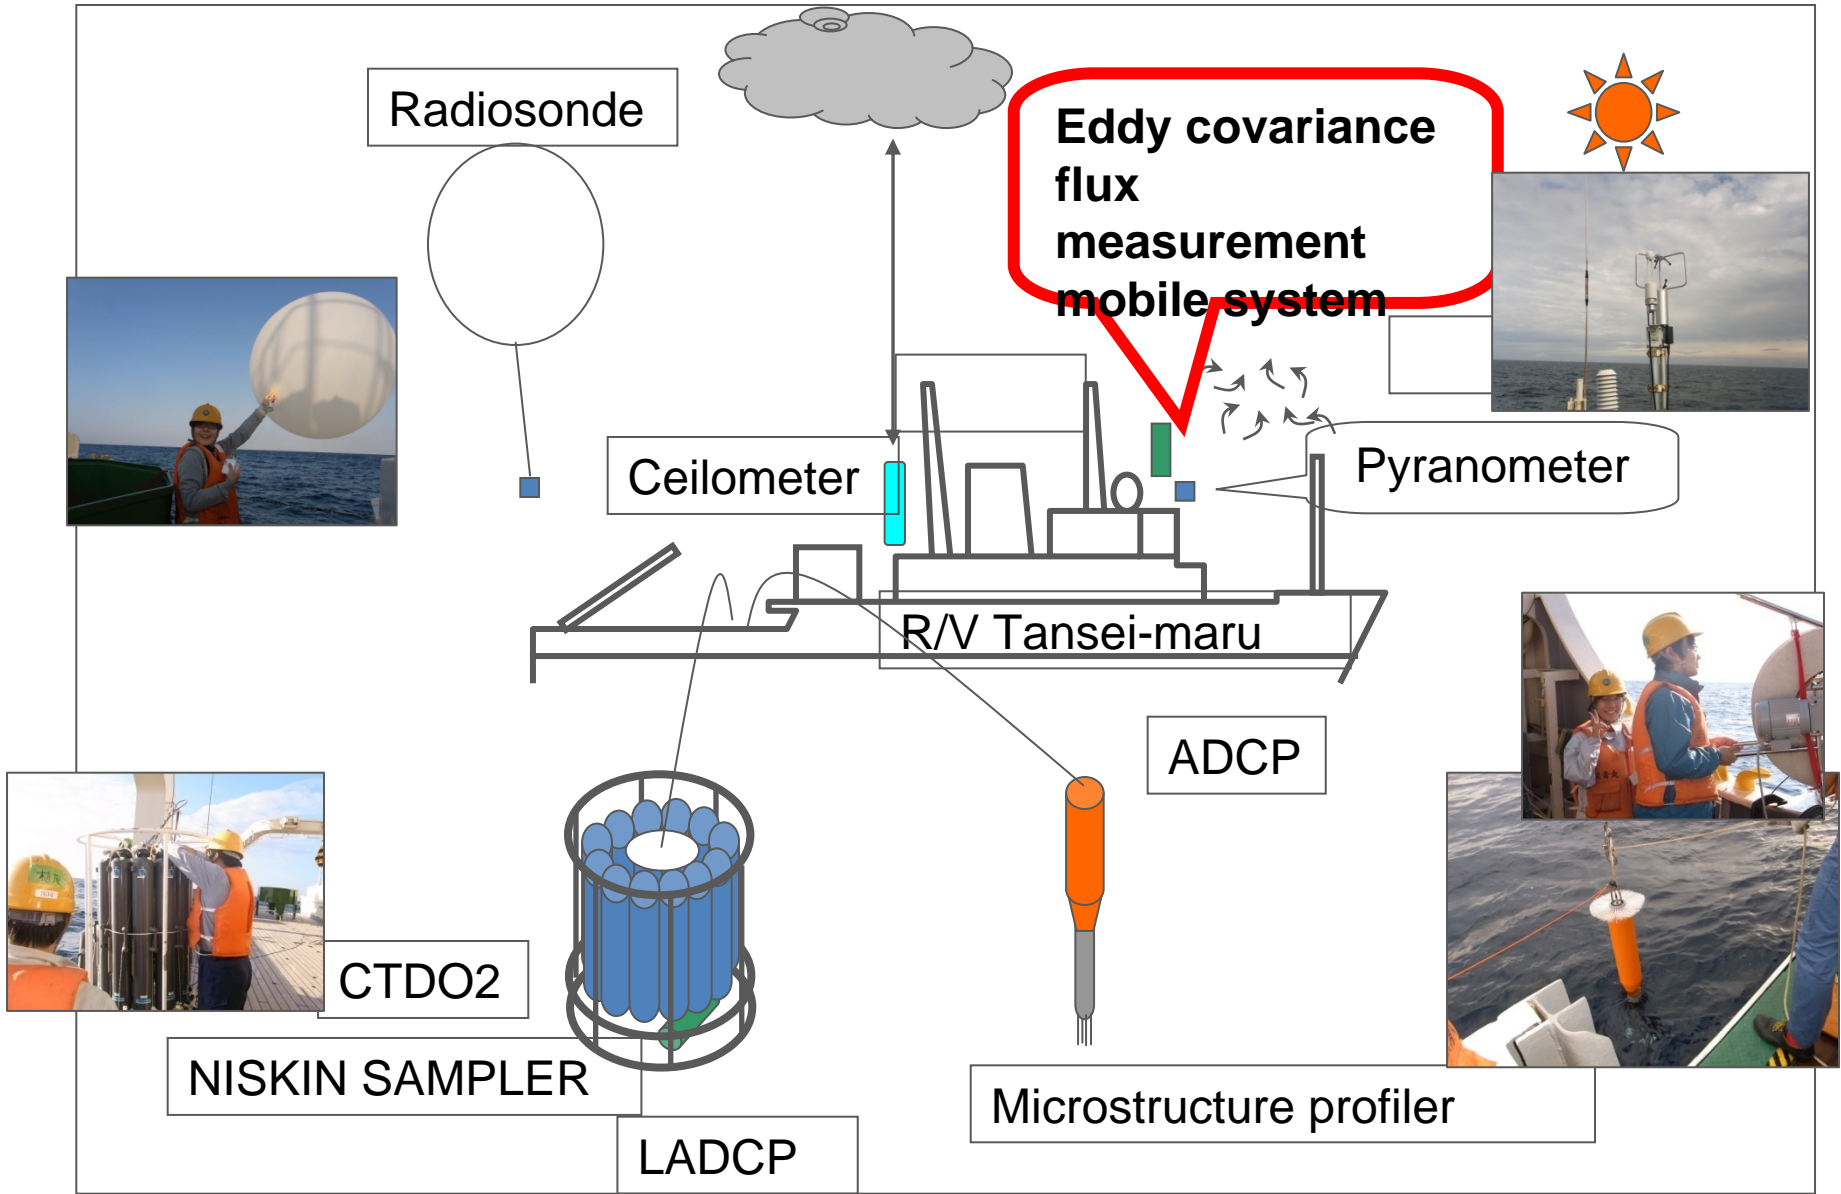 Radiosonde
Eddy covariance
flux
measurement
mobile system
Ceilometer
Pyranometer
R/V Tansei-maru
ADCP
CTDO2
NISKIN SAMPLER
Microstructure profiler
LADCP